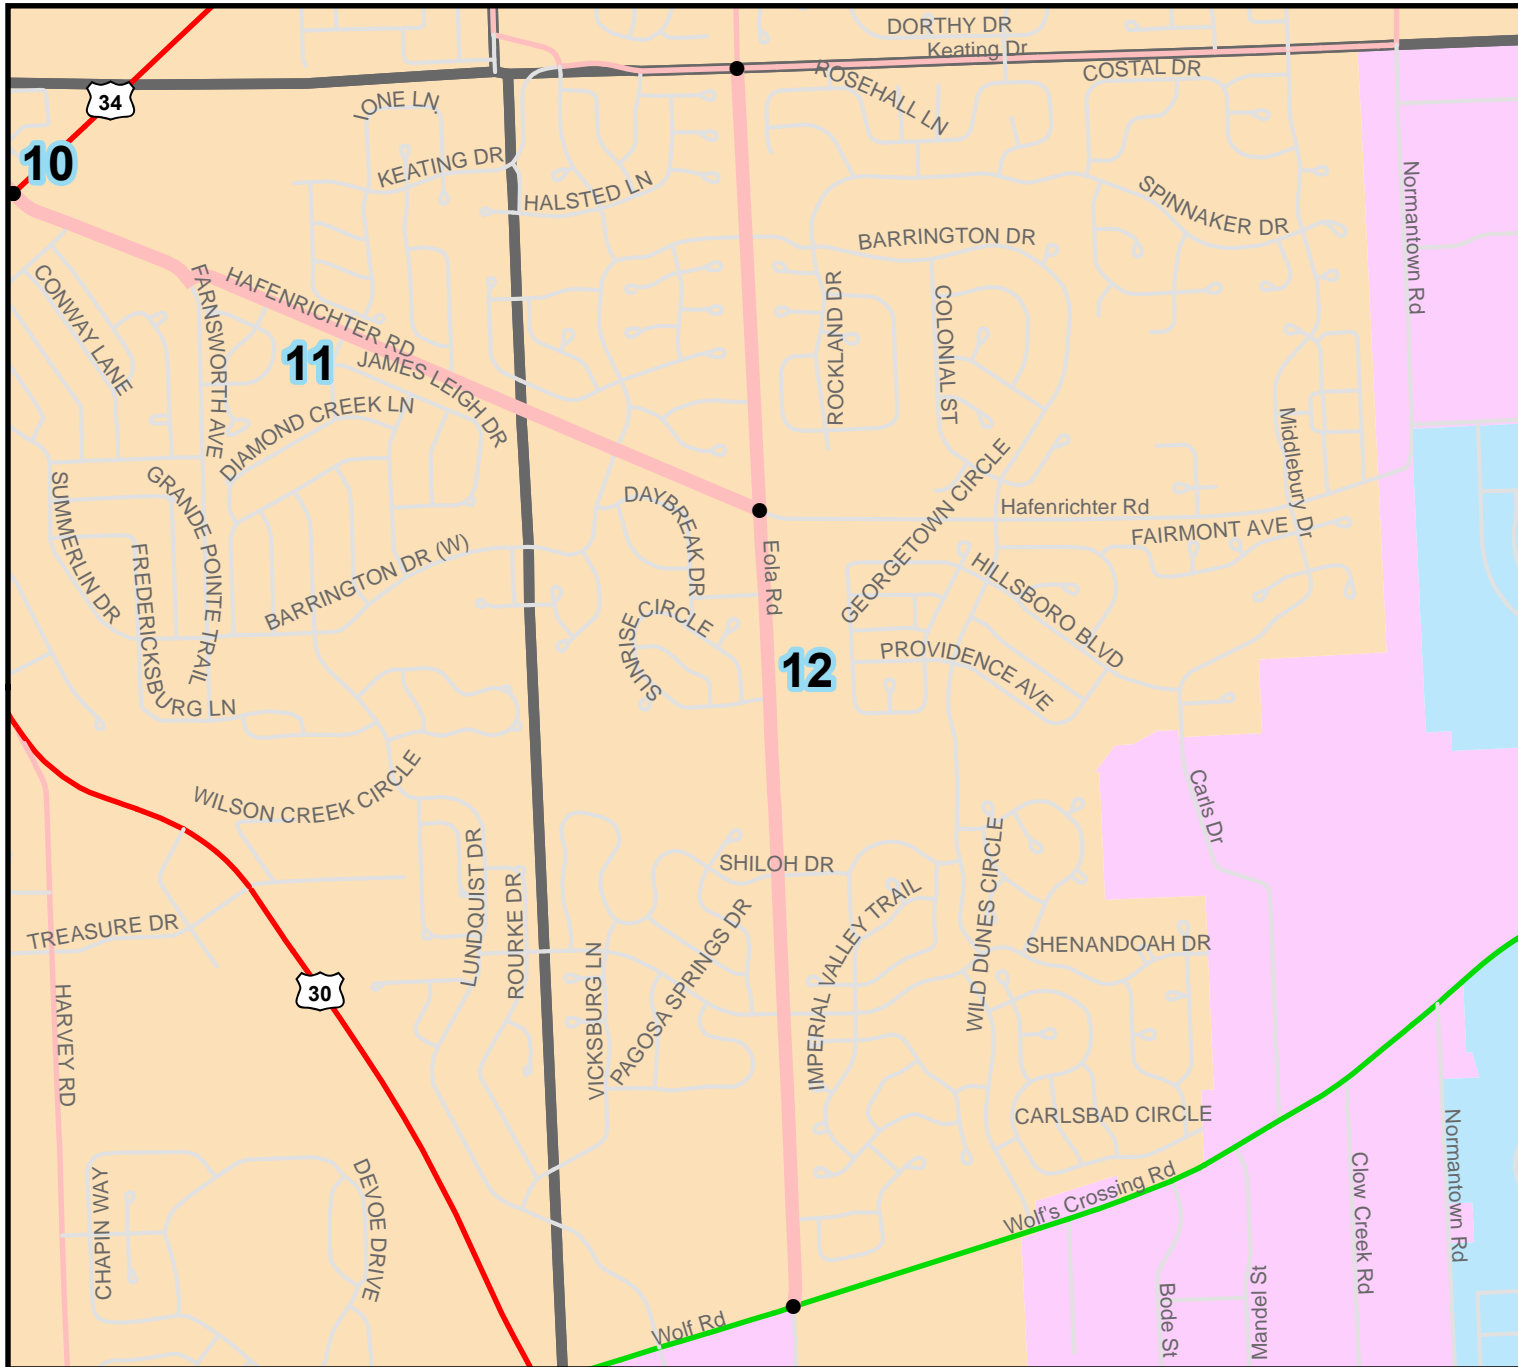 DORTHY DR
Keating Dr
34
ROSEHALL LN
COSTAL DR
IONE LN
10
KEATING DR
HALSTED LN
Normantown Rd
SPINNAKER DR
BARRINGTON DR
CONWAY LANE
FARNSWORTH AVE
HAFENRICHTER RD
11
JAMES LEIGH DR
ROCKLAND DR
COLONIAL ST
DIAMOND CREEK LN
Middlebury Dr
GEORGETOWN CIRCLE
SUMMERLIN DR
GRANDE POINTE TRAIL
DAYBREAK DR
Hafenrichter Rd
FAIRMONT AVE
FREDERICKSBURG LN
BARRINGTON DR (W)
Eola Rd
HILLSBORO BLVD
SUNRISE CIRCLE
12
PROVIDENCE AVE
WILSON CREEK CIRCLE
Carls Dr
LUNDQUIST DR
ROURKE DR
SHILOH DR
WILD DUNES CIRCLE
IMPERIAL VALLEY TRAIL
TREASURE DR
VICKSBURG LN
PAGOSA SPRINGS DR
SHENANDOAH DR
30
HARVEY RD
CARLSBAD CIRCLE
CHAPIN WAY
DEVOE DRIVE
Wolf's Crossing Rd
Clow Creek Rd
Normantown Rd
Wolf Rd
Bode St
Mandel St